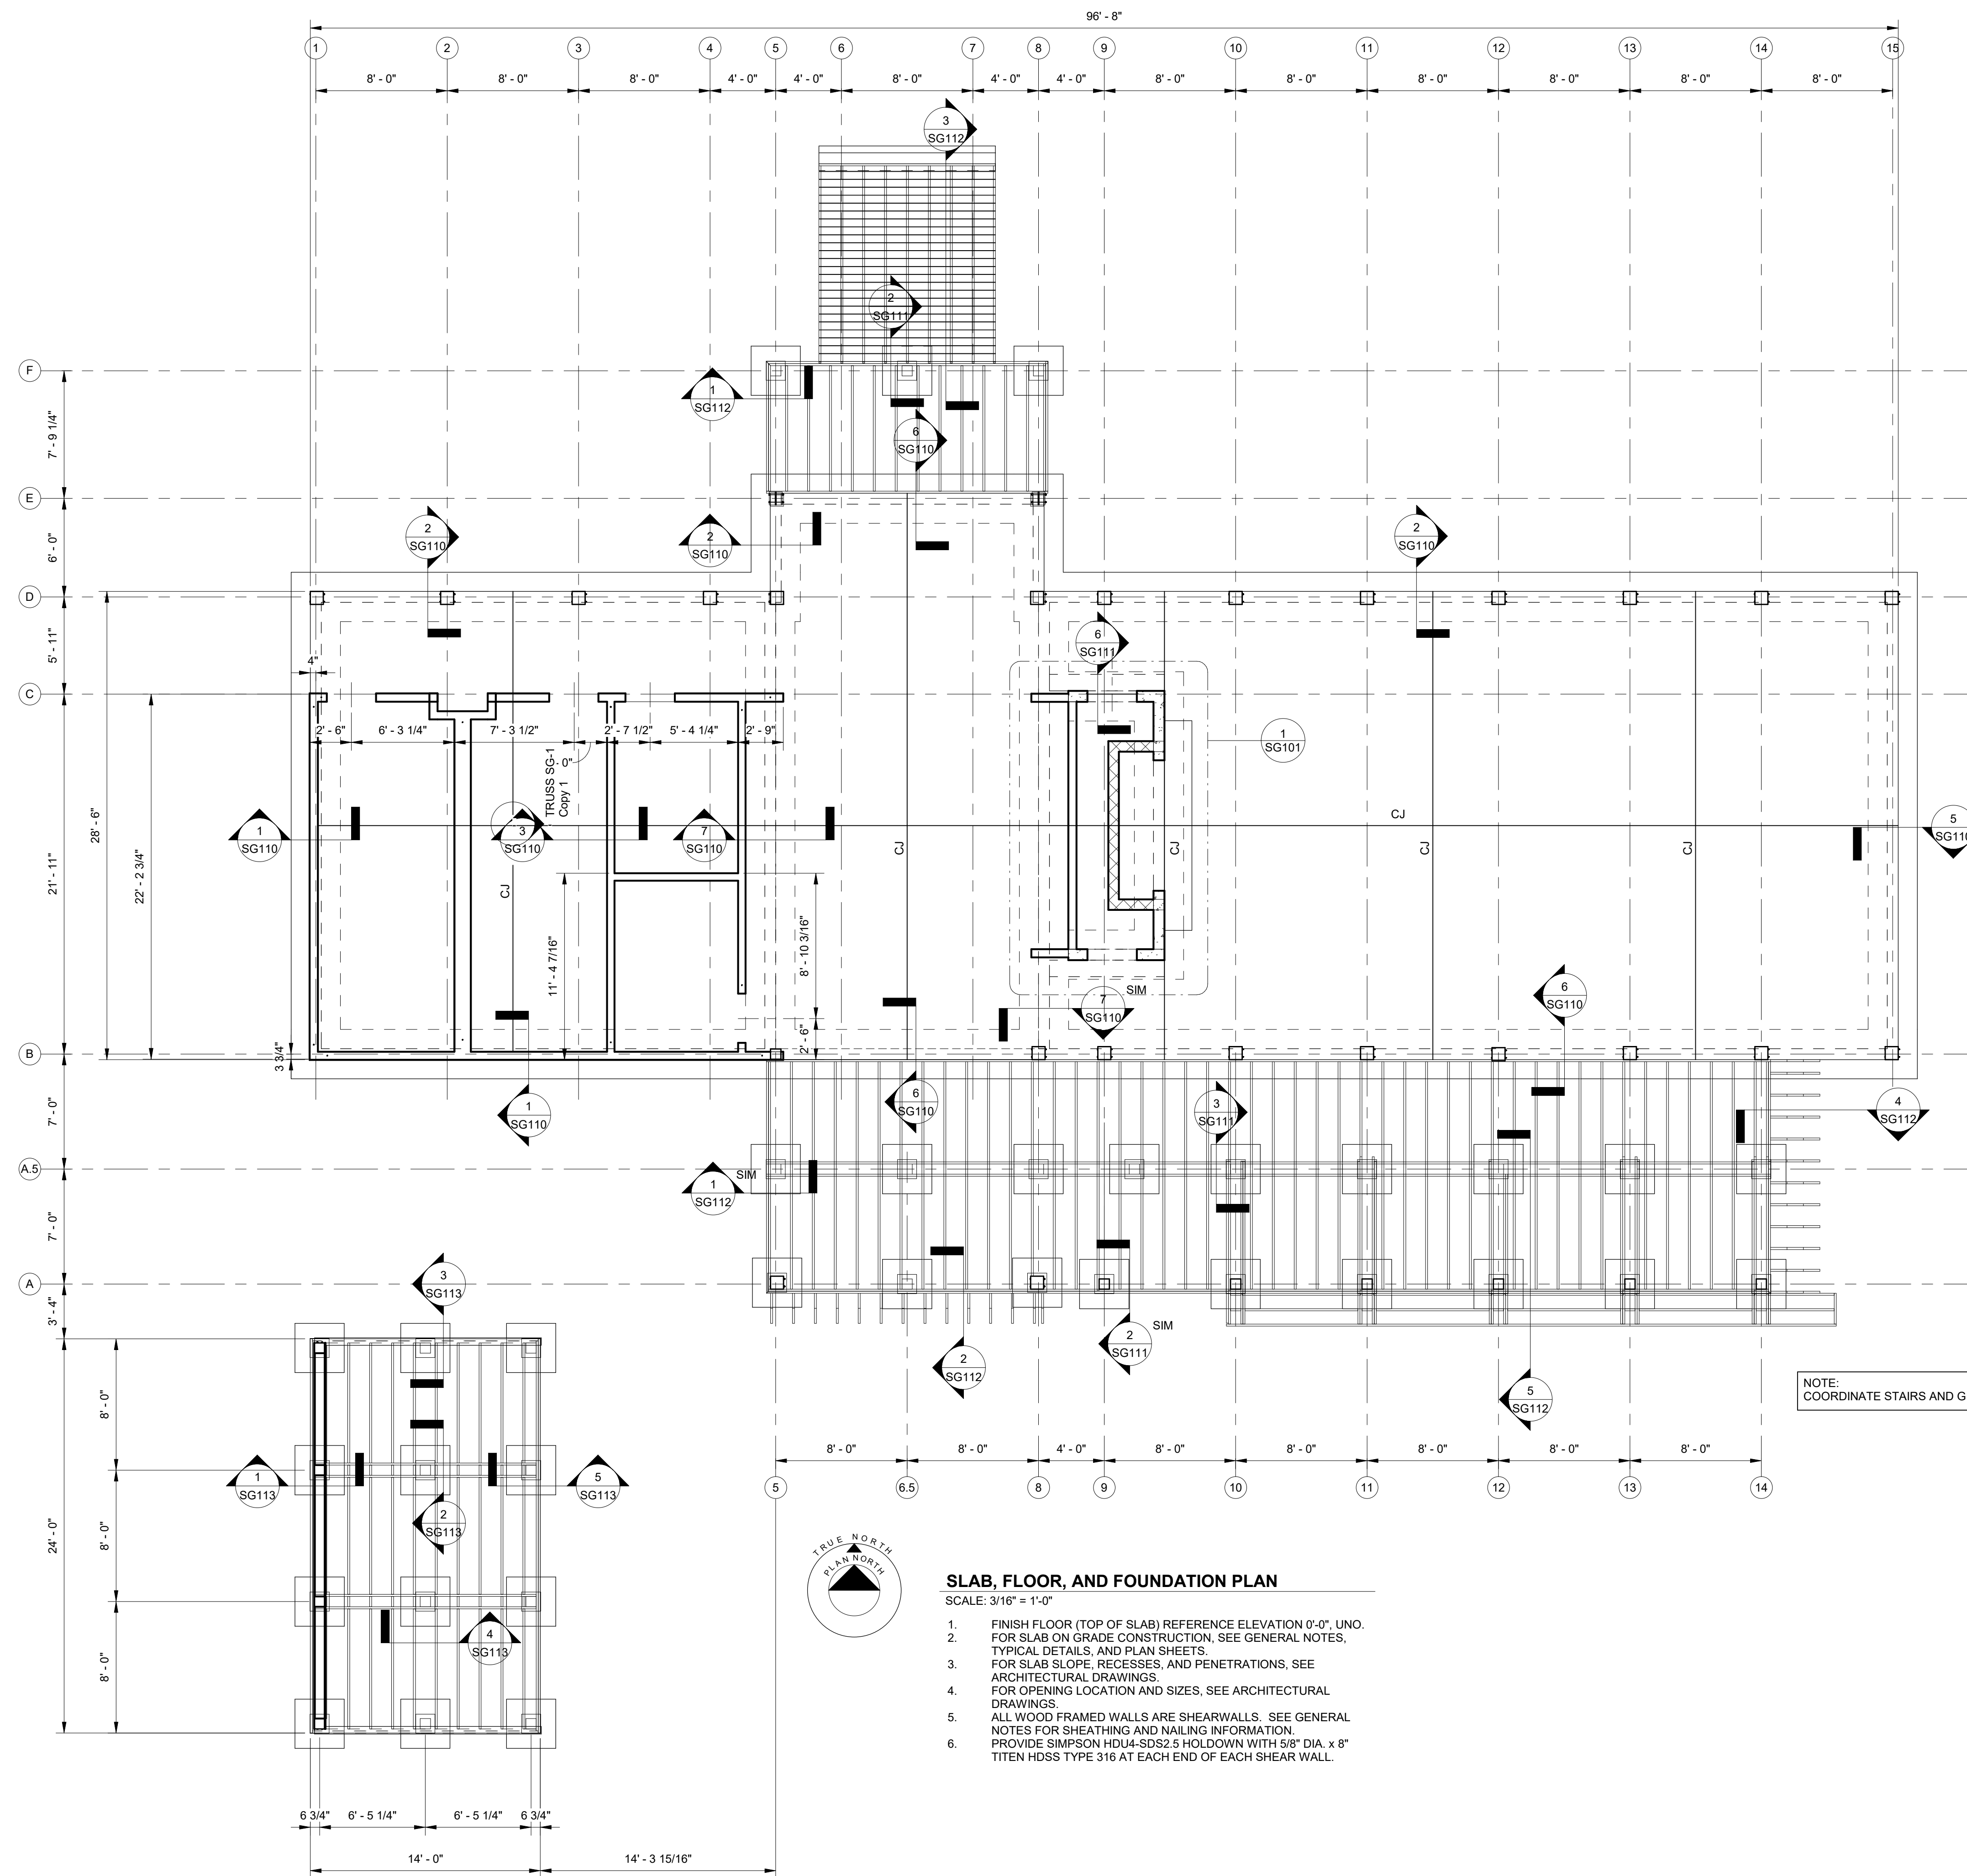 96' - 8"
1 2 3 4 5 6 7 8 9 10 11 12 13 14 15
8' - 0" 8' - 0" 8' - 0" 4' - 0" 4' - 0" 8' - 0" 4' - 0" 4' - 0" 8' - 0" 8' - 0" 8' - 0" 8' - 0" 8' - 0" 8' - 0"
3
SG112
2
SG111
F
1
SG112
7' - 9 1/4"
6
SG110
E
2
SG110
2
SG110
2
SG110
6' - 0"
D
5' - 11"
6
SG111
4"
C
2' - 6" 6' - 3 1/4" 7' - 3 1/2" 2' - 7 1/2" 5' - 4 1/4" 2' - 9"
1
SG101
TRUSS SG-1
Copy 1
- 0"
28' - 6"
22' - 2 3/4"
21' - 11"
1
SG110
3
SG110
7
SG110
CJ
5
SG110
CJ
CJ
CJ
CJ
CJ
11' - 4 7/16"
8' - 10 3/16"
2' - 6"
SIM
7
SG110
6
SG110
B
3 3/4"
7' - 0"
1
SG110
6
SG110
3
SG111
4
SG112
A.5
1
SG112
SIM
7' - 0"
A
3' - 4"
3
SG113
2
SG111
SIM
2
SG112
5
SG112
NOTE:
COORDINATE STAIRS AND G
8' - 0"
8' - 0"
8' - 0"
24' - 0"
8' - 0" 8' - 0" 4' - 0" 8' - 0" 8' - 0" 8' - 0" 8' - 0" 8' - 0"
5 6.5 8 9 10 11 12 13 14
1
SG113
5
SG113
2
SG113
4
SG113
TRUE NORTH
PLAN NORTH
SLAB, FLOOR, AND FOUNDATION PLAN
SCALE: 3/16" = 1'-0"
1. FINISH FLOOR (TOP OF SLAB) REFERENCE ELEVATION 0'-0", UNO.
2. FOR SLAB ON GRADE CONSTRUCTION, SEE GENERAL NOTES,
TYPICAL DETAILS, AND PLAN SHEETS.
3. FOR SLAB SLOPE, RECESSES, AND PENETRATIONS, SEE
ARCHITECTURAL DRAWINGS.
4. FOR OPENING LOCATION AND SIZES, SEE ARCHITECTURAL
DRAWINGS.
5. ALL WOOD FRAMED WALLS ARE SHEARWALLS. SEE GENERAL
NOTES FOR SHEATHING AND NAILING INFORMATION.
6. PROVIDE SIMPSON HDU4-SDS2.5 HOLDOWN WITH 5/8" DIA. x 8"
TITEN HDSS TYPE 316 AT EACH END OF EACH SHEAR WALL.
6 3/4" 6' - 5 1/4" 6' - 5 1/4" 6 3/4"
14' - 0" 14' - 3 15/16"